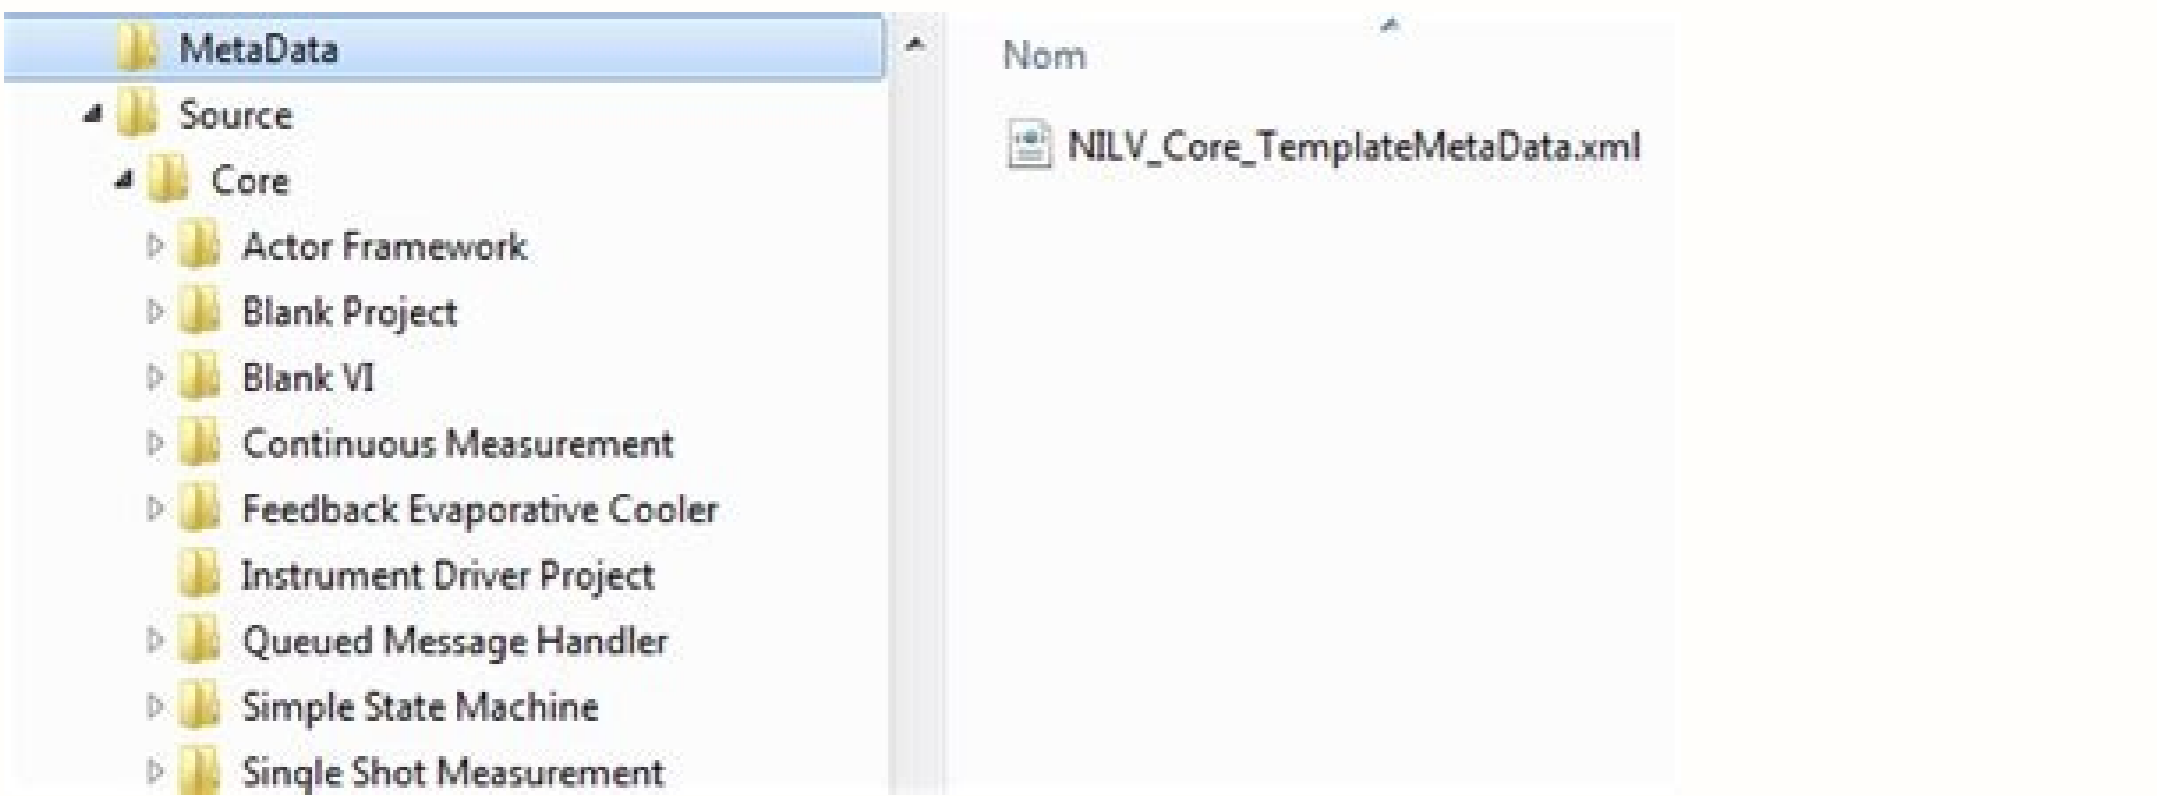 MetaData
Source
Core
Actor Framework
Blank Project
Blank VI
Continuous Measurement
Feedback Evaporative Cooler
Instrument Driver Project
Queued Message Handler
Simple State Machine
Single Shot Measurement
Nom
NILV_Core_TemplateMetaData.xml